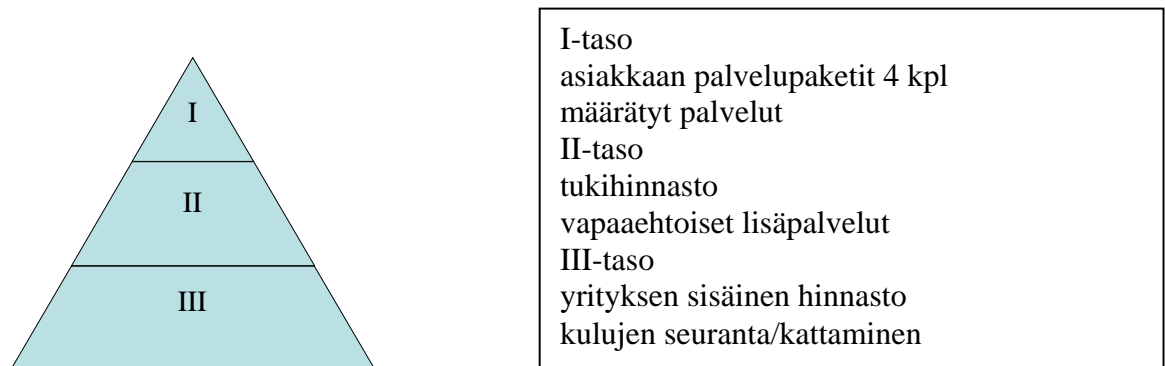 I
II
III
I-taso
asiakkaan palvelupaketit 4 kpl
määrätyt palvelut
II-taso
tukihinnasto
vapaaehtoiset lisäpalvelut
III-taso
yrityksen sisäinen hinnasto
kulujen seuranta/kattaminen